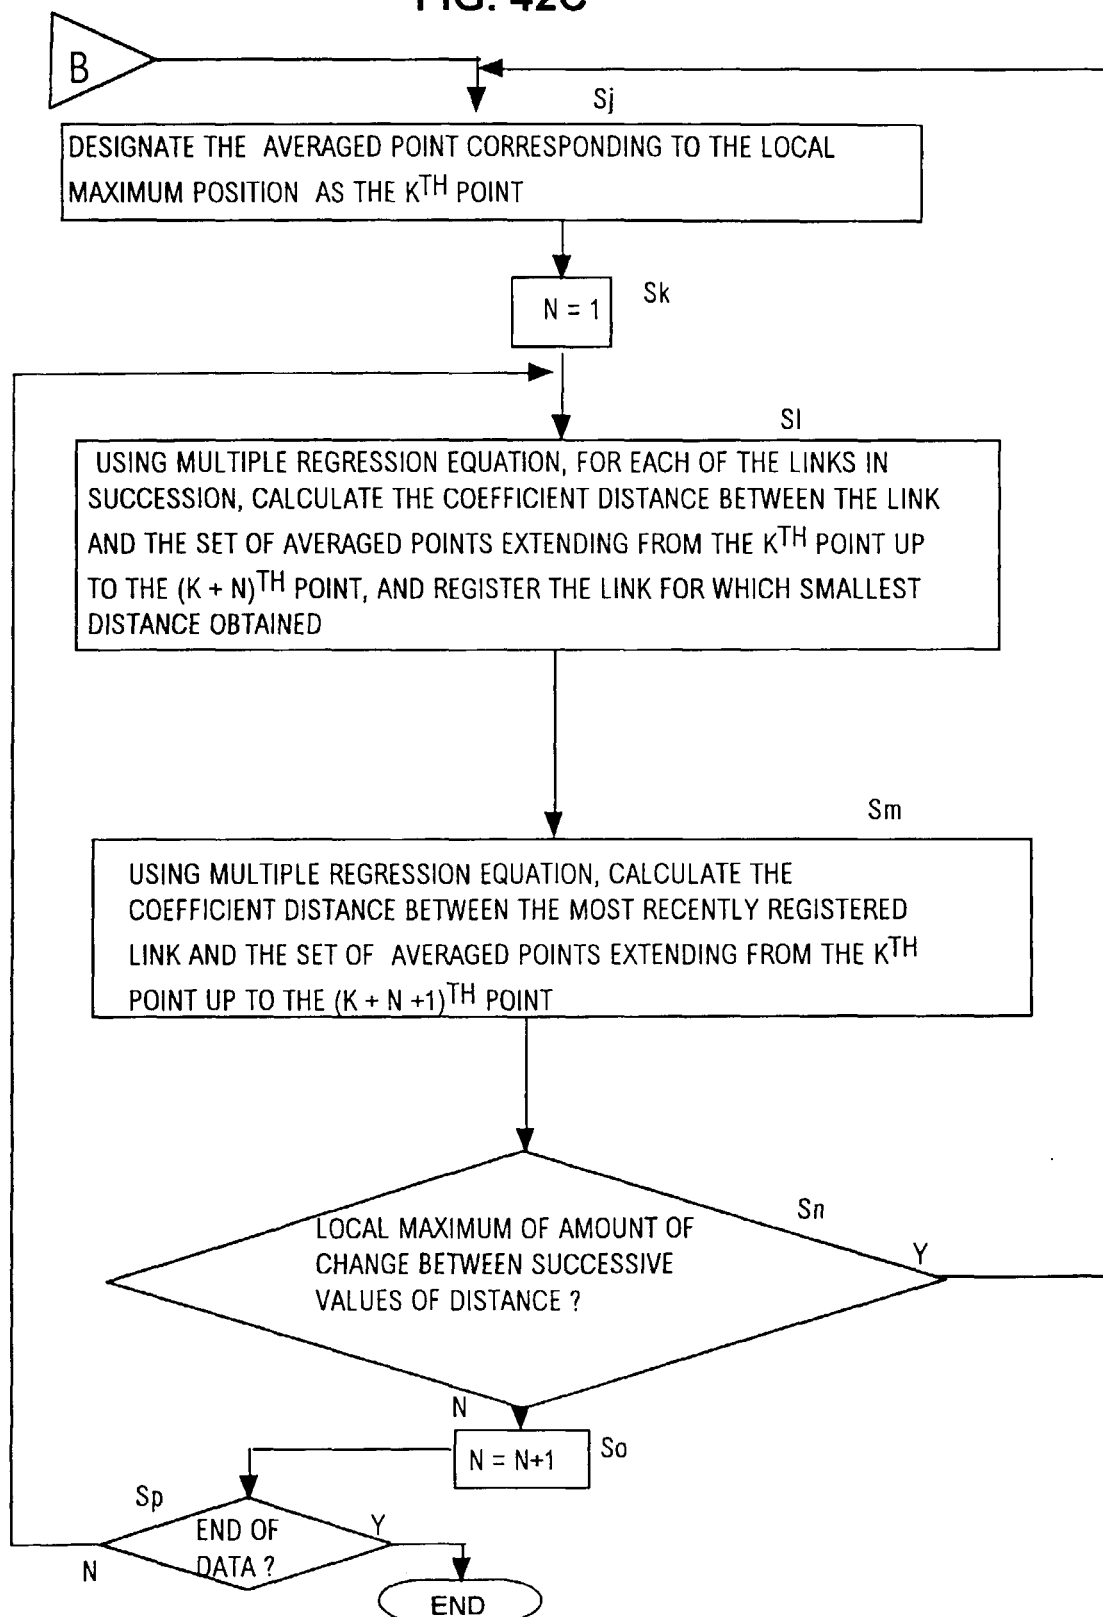 FIG. 42C
B
Sj
DESIGNATE THE AVERAGED POINT CORRESPONDING TO THE LOCAL
MAXIMUM POSITION AS THE KTH POINT
N = 1
Sk
Sl
USING MULTIPLE REGRESSION EQUATION, FOR EACH OF THE LINKS IN
SUCCESSION, CALCULATE THE COEFFICIENT DISTANCE BETWEEN THE LINK
AND THE SET OF AVERAGED POINTS EXTENDING FROM THE KTH POINT UP
TO THE (K + N)TH POINT, AND REGISTER THE LINK FOR WHICH SMALLEST
DISTANCE OBTAINED
Sm
USING MULTIPLE REGRESSION EQUATION, CALCULATE THE
COEFFICIENT DISTANCE BETWEEN THE MOST RECENTLY REGISTERED
LINK AND THE SET OF AVERAGED POINTS EXTENDING FROM THE KTH
POINT UP TO THE (K + N +1)TH POINT
Sn
LOCAL MAXIMUM OF AMOUNT OF
CHANGE BETWEEN SUCCESSIVE
VALUES OF DISTANCE ?
Y
N
N = N+1
So
Sp
END OF
DATA ?
Y
N
END